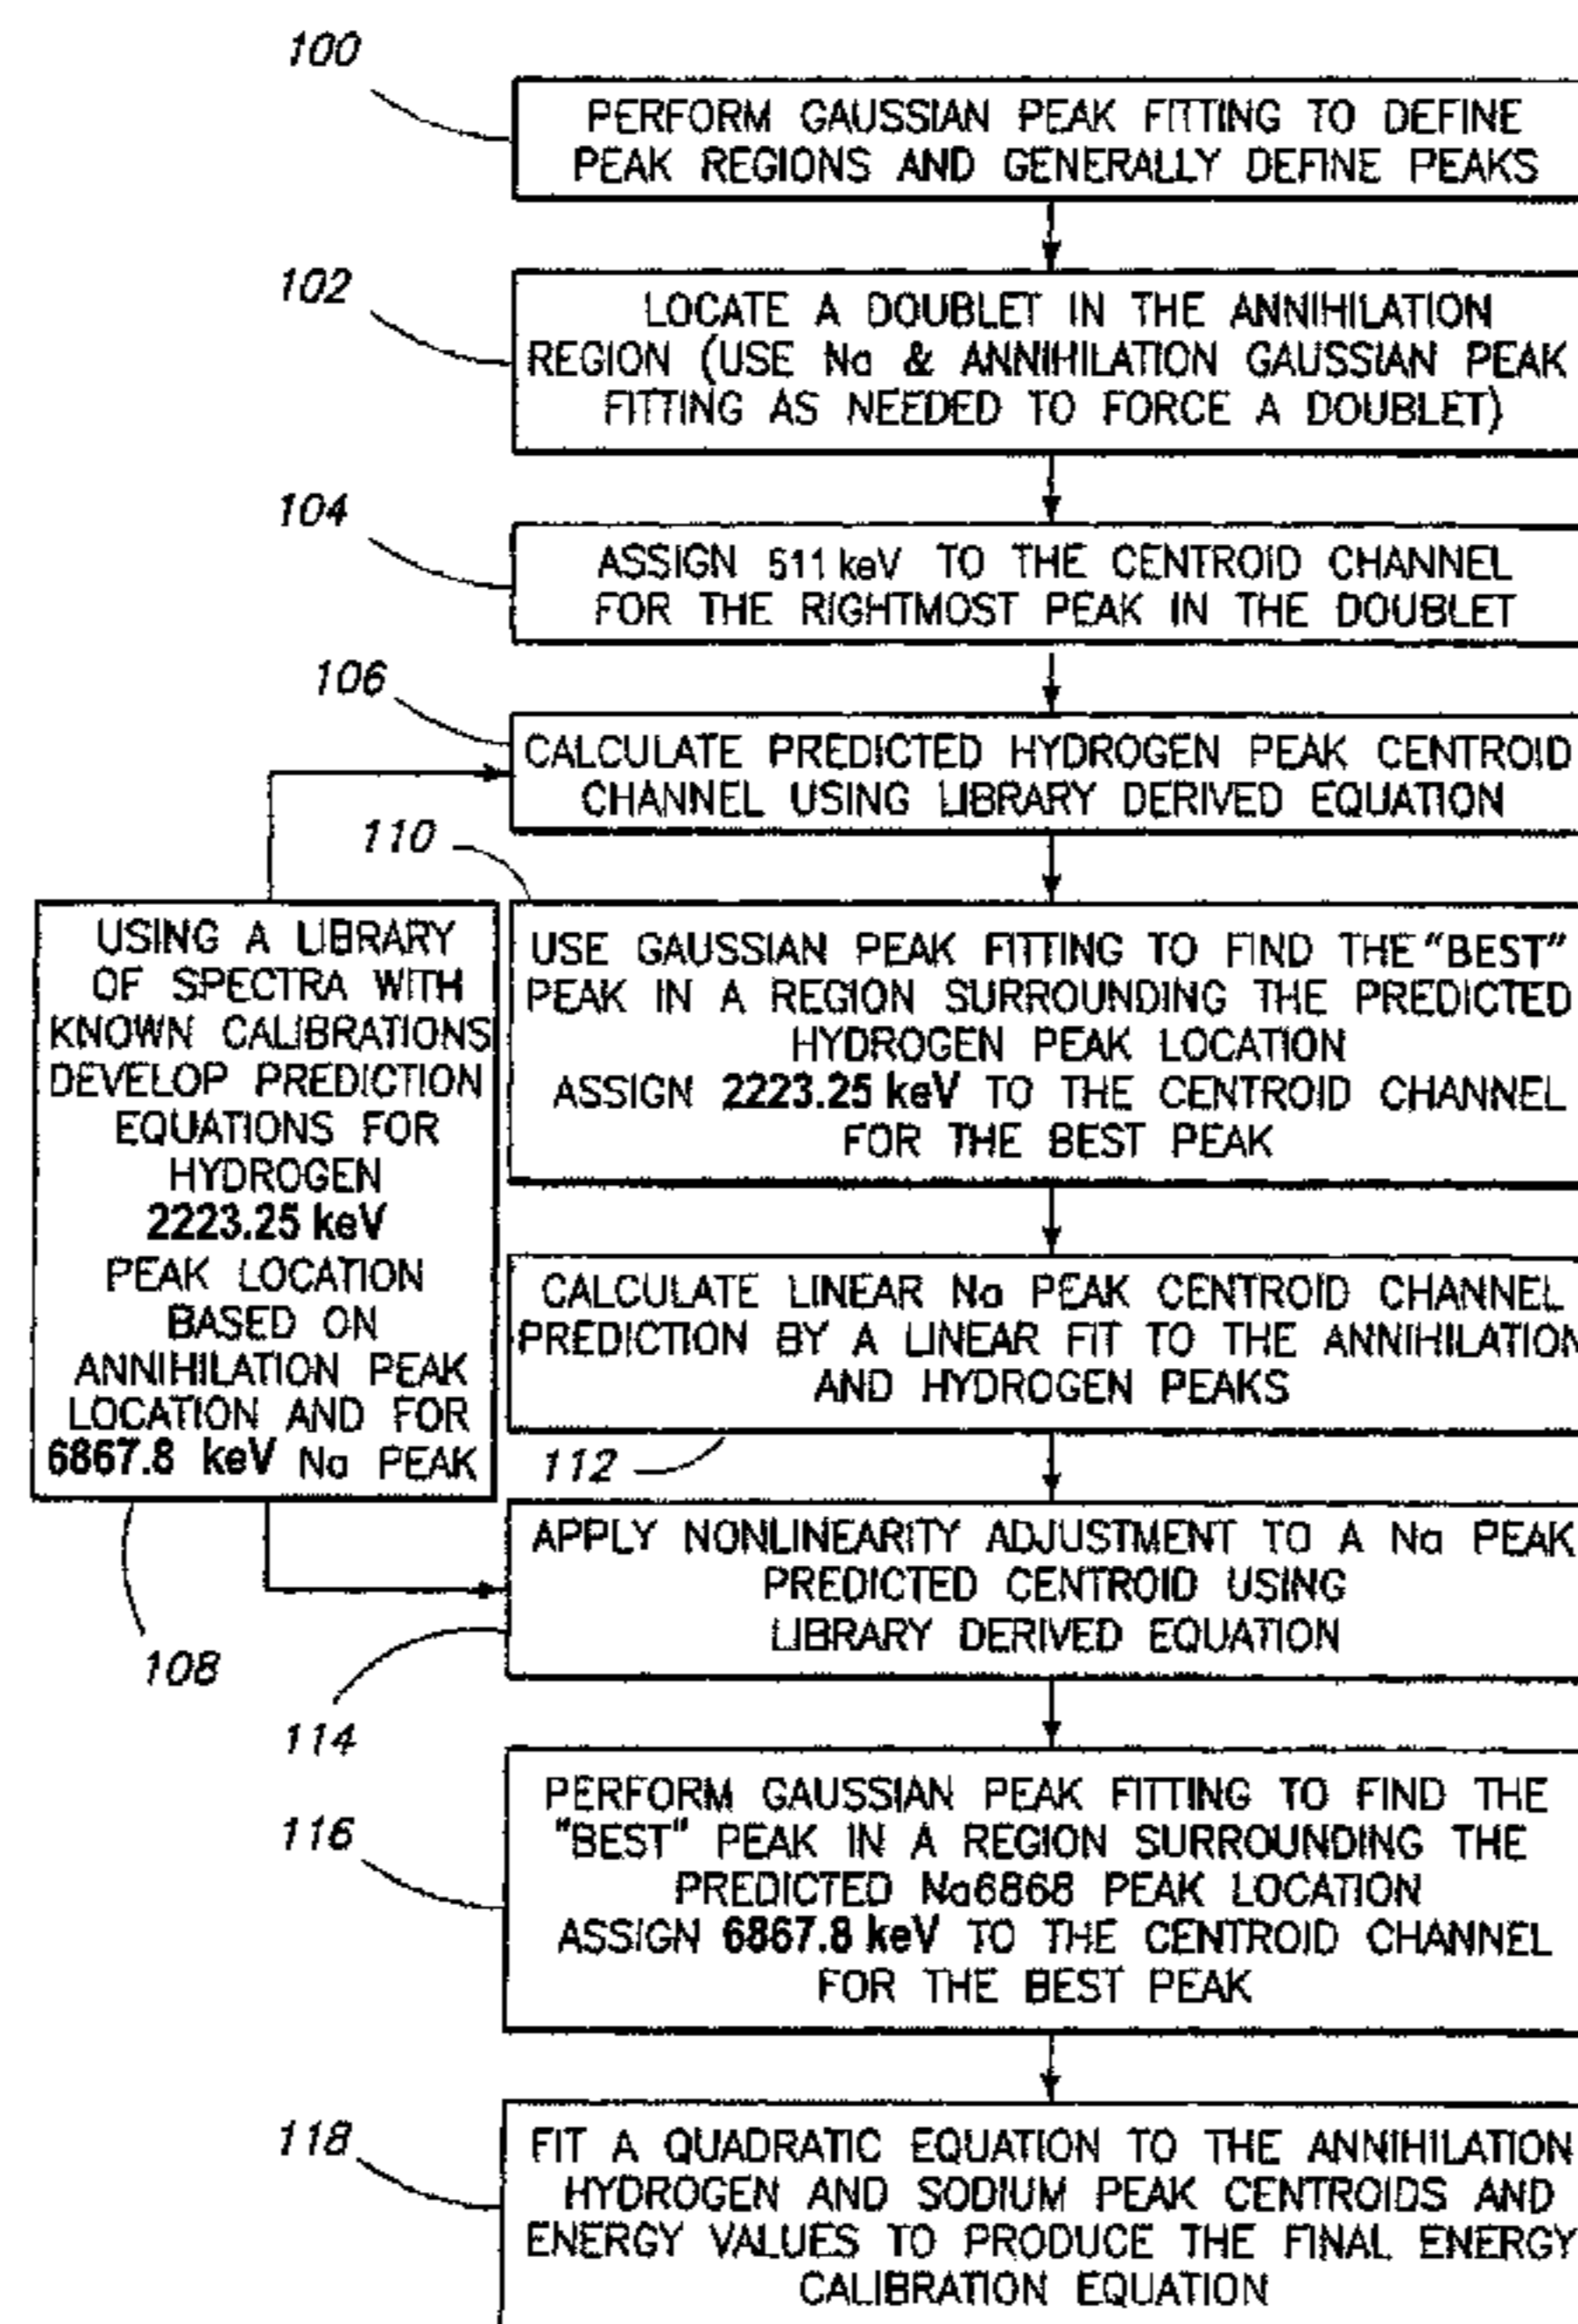 100
PERFORM GAUSSIAN PEAK FITTING TO DEFINE
PEAK REGIONS AND GENERALLY DEFINE PEAKS
102
LOCATE A DOUBLET IN THE ANNIHILATION
REGION (USE Na & ANNIHILATION GAUSSIAN PEAK
FITTING AS NEEDED TO FORCE A DOUBLET)
104
ASSIGN 511 keV TO THE CENTROID CHANNEL
FOR THE RIGHTMOST PEAK IN THE DOUBLET
106
CALCULATE PREDICTED HYDROGEN PEAK CENTROID
CHANNEL USING LIBRARY DERIVED EQUATION
110
USE GAUSSIAN PEAK FITTING TO FIND THE "BEST"
PEAK IN A REGION SURROUNDING THE PREDICTED
HYDROGEN PEAK LOCATION
ASSIGN 2223.25 keV TO THE CENTROID CHANNEL
FOR THE BEST PEAK
USING A LIBRARY
OF SPECTRA WITH
KNOWN CALIBRATIONS
DEVELOP PREDICTION
EQUATIONS FOR
HYDROGEN
2223.25 keV
PEAK LOCATION
BASED ON
ANNIHILATION PEAK
LOCATION AND FOR
6867.8 keV Na PEAK
108
CALCULATE LINEAR Na PEAK CENTROID CHANNEL
PREDICTION BY A LINEAR FIT TO THE ANNIHILATION
AND HYDROGEN PEAKS
112
APPLY NONLINEARITY ADJUSTMENT TO A Na PEAK
PREDICTED CENTROID USING
LIBRARY DERIVED EQUATION
114
PERFORM GAUSSIAN PEAK FITTING TO FIND THE
"BEST" PEAK IN A REGION SURROUNDING THE
PREDICTED Na6868 PEAK LOCATION
ASSIGN 6867.8 keV TO THE CENTROID CHANNEL
FOR THE BEST PEAK
116
118
FIT A QUADRATIC EQUATION TO THE ANNIHILATION
HYDROGEN AND SODIUM PEAK CENTROIDS AND
ENERGY VALUES TO PRODUCE THE FINAL ENERGY
CALIBRATION EQUATION